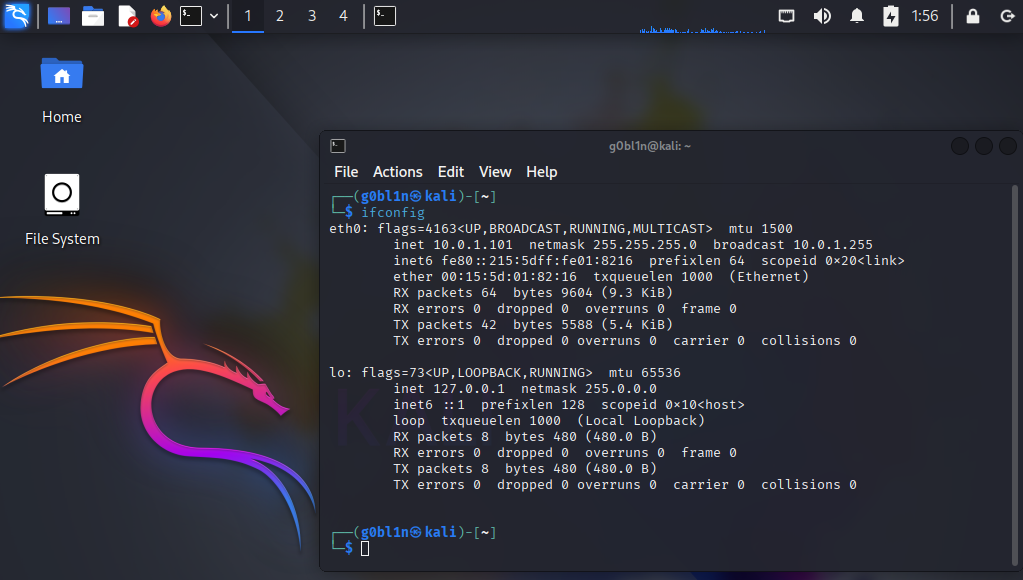 1 2 3 4 1:56
Home
File System
g0bl1n@kali: ~
File Actions Edit View Help
┌──(g0bl1n㉿kali)-[~]
└─$ ifconfig
eth0: flags=4163<UP,BROADCAST,RUNNING,MULTICAST>  mtu 1500
        inet 10.0.1.101  netmask 255.255.255.0  broadcast 10.0.1.255
        inet6 fe80::215:5dff:fe01:8216  prefixlen 64  scopeid 0x20<link>
        ether 00:15:5d:01:82:16  txqueuelen 1000  (Ethernet)
        RX packets 64  bytes 9604 (9.3 KiB)
        RX errors 0  dropped 0  overruns 0  frame 0
        TX packets 42  bytes 5588 (5.4 KiB)
        TX errors 0  dropped 0 overruns 0  carrier 0  collisions 0
lo: flags=73<UP,LOOPBACK,RUNNING>  mtu 65536
        inet 127.0.0.1  netmask 255.0.0.0
        inet6 ::1  prefixlen 128  scopeid 0x10<host>
        loop  txqueuelen 1000  (Local Loopback)
        RX packets 8  bytes 480 (480.0 B)
        RX errors 0  dropped 0  overruns 0  frame 0
        TX packets 8  bytes 480 (480.0 B)
        TX errors 0  dropped 0 overruns 0  carrier 0  collisions 0
┌──(g0bl1n㉿kali)-[~]
└─$